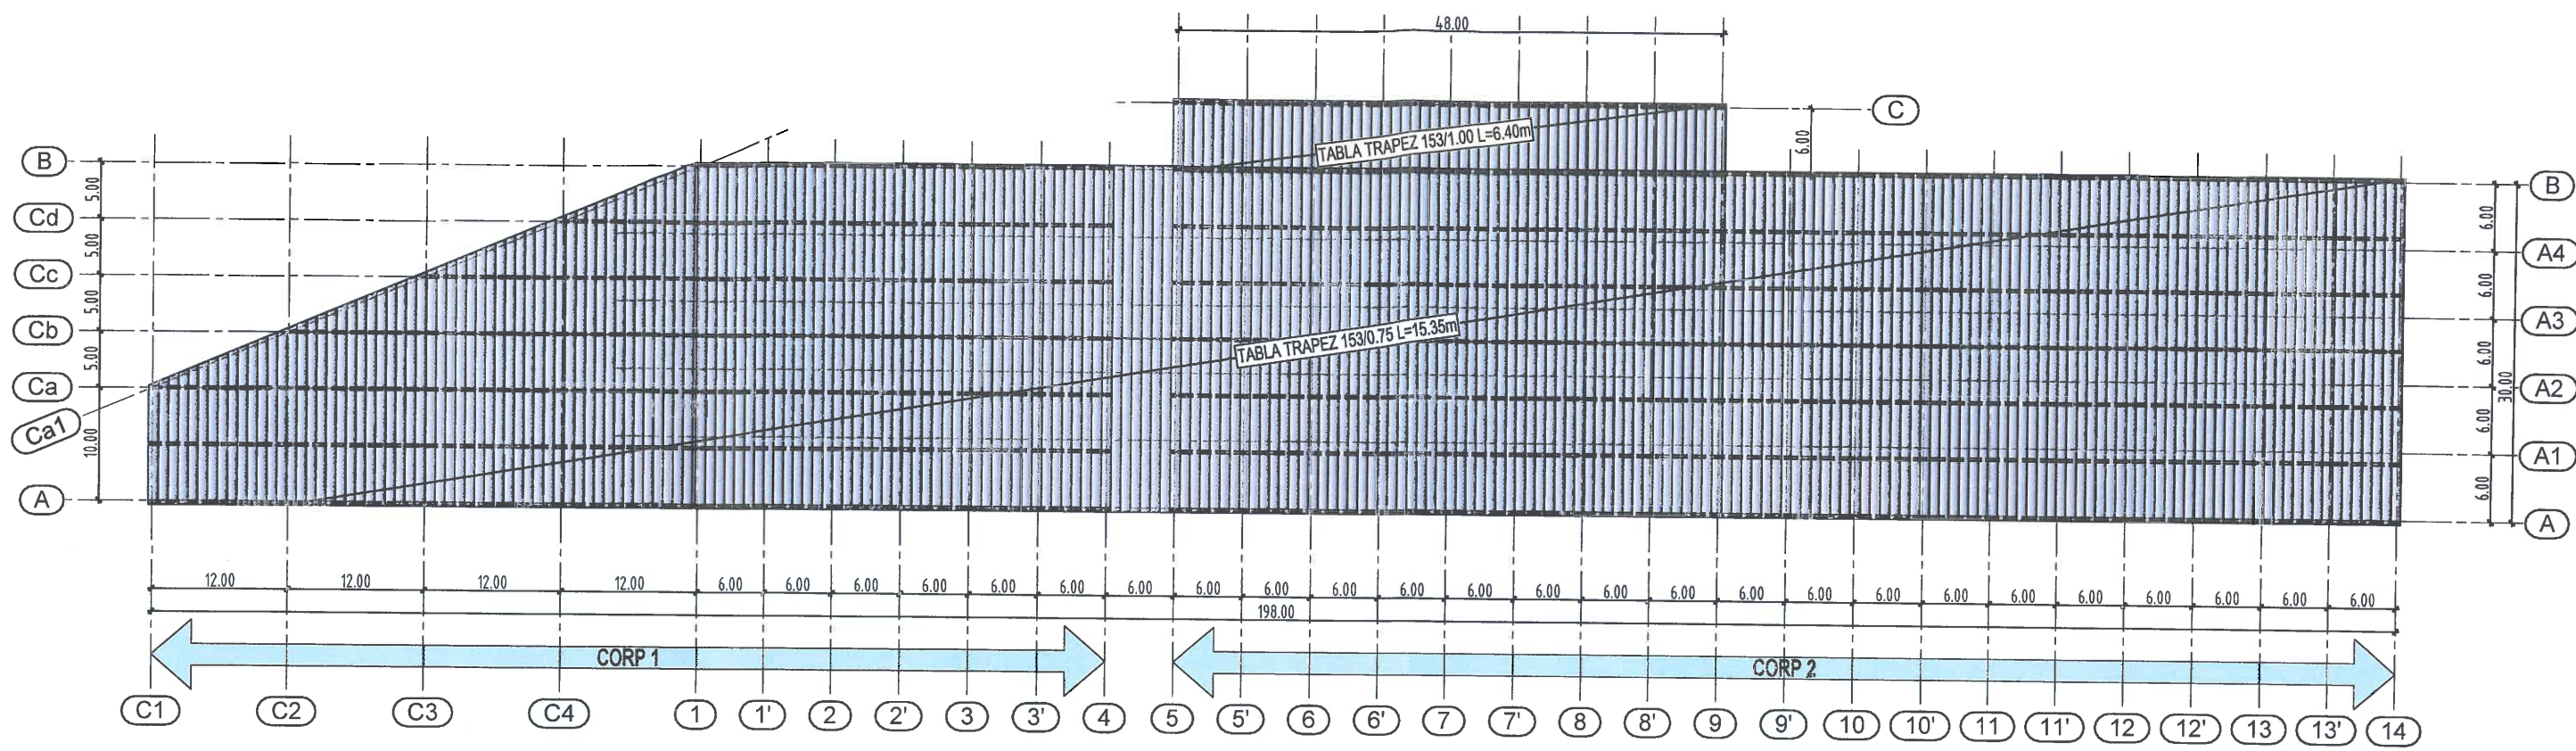 48.00
C
TABLA TRAPEZ 153/1.00 L=6.40m
6.00
B
B
5.00
6.00
Cd
A4
5.00
6.00
Cc
A3
5.00
TABLA TRAPEZ 153/0.75 L=15.35m
Cb
6.00
5.00
30.00
Ca
A2
Ca1
6.00
10.00
A1
6.00
A
A
12.00 12.00 12.00 12.00 6.00 6.00 6.00 6.00 6.00 6.00 6.00 6.00 6.00 6.00 6.00 6.00 6.00 6.00 6.00 6.00 6.00 6.00 6.00 6.00 6.00 6.00 6.00 6.00 6.00
198.00
CORP 1
CORP 2
C1 C2 C3 C4 1 1' 2 2' 3 3' 4 5 5' 6 6' 7 7' 8 8' 9 9' 10 10' 11 11' 12 12' 13 13' 14